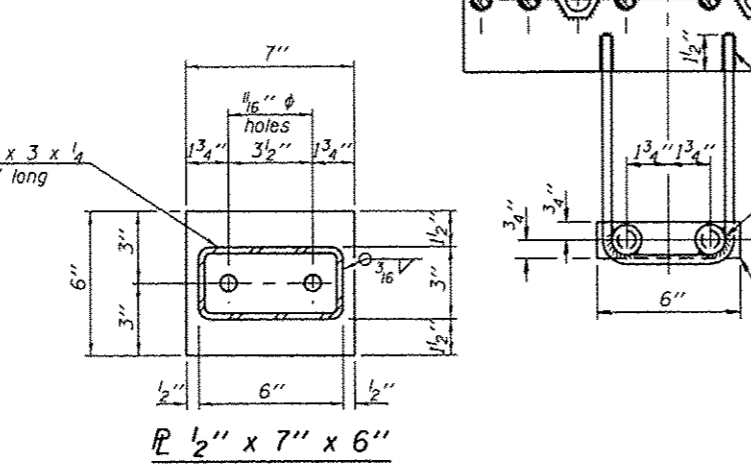 7"
11/16" ϕ
holes
1 3/4" 3 1/2" 1 3/4"
x 3 x 1/4
long
6"
3"
3"
1 1/2"
3"
1 1/2"
3/16
1/2" 6" 1/2"
PL 1/2" x 7" x 6"
1 1/2"
1 3/4" 1 3/4"
3/4"
3/4"
6"